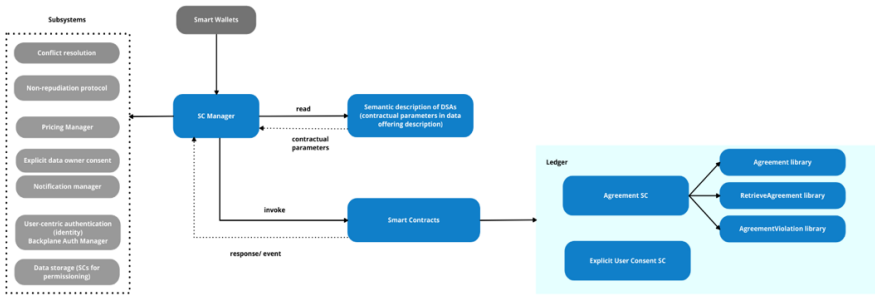 Subsystems
Conflict resolution
Non-repudiation protocol
Pricing Manager
Explicit data owner consent
Notification manager
User-centric authentication
(identity)
Backplane Auth Manager
Data storage (SCs for
permissioning)
Smart Wallets
SC Manager
read
contractual
parameters
Semantic description of DSAs
(contractual parameters in data
offering description)
invoke
response/ event
Smart Contracts
Ledger
Agreement SC
Explicit User Consent SC
Agreement library
RetrieveAgreement library
AgreementViolation library